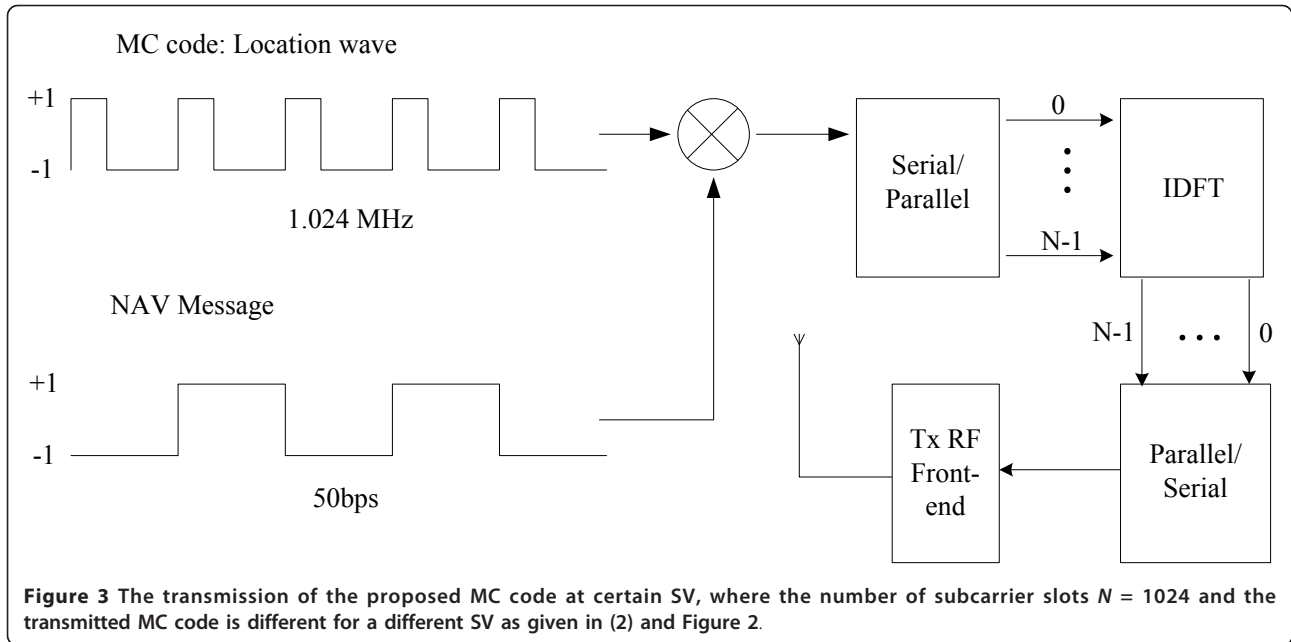 MC code: Location wave
+1
-1
1.024 MHz
NAV Message
+1
-1
50bps
Serial/
Parallel
0
N-1
IDFT
N-1
0
Parallel/
Serial
Tx RF
Front-
end
Figure 3 The transmission of the proposed MC code at certain SV, where the number of subcarrier slots N = 1024 and the
transmitted MC code is different for a different SV as given in (2) and Figure 2.